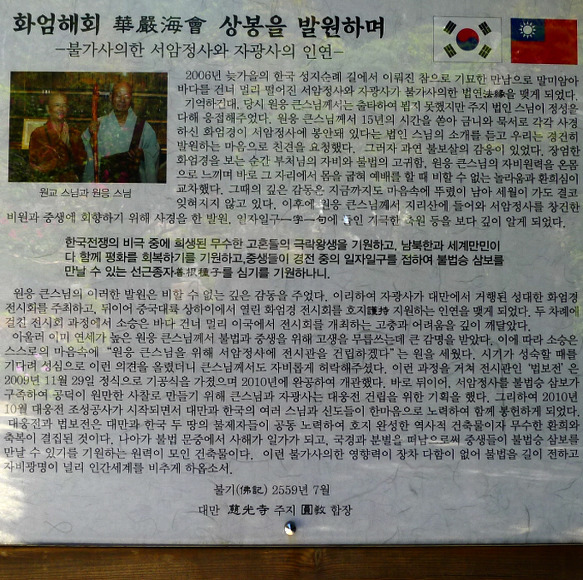 화엄해회 華嚴海會 상봉을 발원하며
-불가사의한 서암정사와 자광사의 인연-
2006년 늦가을의 한국 성지순례 길에서 이뤄진 참으로 기묘한 만남으로 말미암아
바다를 건너 멀리 떨어진 서암정사와 자광사가 불가사의한 법연法緣을 맺게 되었다.
기억하건대, 당시 원응 큰스님께서는 출타하여 뵙지 못했지만 주지 법인 스님이 정성을
다해 응접해주었다. 원응 큰스님께서 15년의 시간을 쏟아 금니와 묵서로 각각 사경
하신 화엄경이 서암정사에 봉안돼 있다는 법인 스님의 소개를 듣고 우리는 경건히
발원하는 마음으로 친견을 요청했다. 그러자 과연 불보살의 감응이 있었다. 장엄한
화엄경을 보는 순간 부처님의 자비와 불법의 고귀함, 원응 큰스님의 자비원력을 온몸
으로 느끼며 바로 그 자리에서 몸을 굽혀 예배를 할 때 비할 수 없는 놀라움과 환희심이
교차했다. 그때의 깊은 감동은 지금까지도 마음속에 뚜렷이 남아 세월이 가도 결코
잊혀지지 않고 있다. 이후에 원응 큰스님께서 지리산에 들어와 서암정사를 창건한
원교 스님과 원응 스님
비원과 중생에 회향하기 위해 사경을 한 발원, 일자일구一字一句에 담긴 지극한 옥원 등을 보다 깊이 알게 되었다.
한국전쟁의 비극 중에 희생된 무수한 고혼들의 극락왕생을 기원하고, 남북한과 세계만민이
다 함께 평화를 회복하기를 기원하고, 중생들이 경전 중의 일자일구를 접하여 불법승 삼보를
만날 수 있는 선근종자善根種子를 심기를 기원하나니.
원응 큰스님의 이러한 발원은 비할 수 없는 깊은 감동을 주었다. 이리하여 자광사가 대만에서 거행된 성대한 화엄경
전시회를 주최하고, 뒤이어 중국대륙 상하이에서 열린 화엄경 전시회를 호지護持 지원하는 인연을 맺게 되었다. 두 차례에
걸친 전시회 과정에서 소승은 바다 건너 멀리 이국에서 전시회를 개최하는 고충과 어려움을 깊이 깨달았다.
아울러 이미 연세가 높은 원응 큰스님께서 불법과 중생을 위해 고생을 무릅쓰는데 큰 감명을 받았다. 이에 따라 소승은
스스로의 마음속에 “원응 큰스님을 위해 서암정사에 전시관을 건립하겠다”는 원을 세웠다. 시기가 성숙할 때를
기다려 성심으로 이런 의견을 올렸더니 큰스님께서도 자비롭게 허락해주셨다. 이런 과정을 거쳐 전시관인 '법보전' 은
2009년 11월 29일 정식으로 기공식을 가졌으며 2010년에 완공하여 개관했다. 바로 뒤이어, 서암정사를 불법승 삼보가
구족하여 공덕이 원만한 사찰로 만들기 위해 큰스님과 자광사는 대웅전 건립을 위한 기획을 했다. 그리하여 2010년
10월 대웅전 조성공사가 시작되면서 대만과 한국의 여러 스님과 신도들이 한마음으로 노력하여 함께 봉헌하게 되었다.
대웅전과 법보전은 대만과 한국 두 땅의 불제자들이 공동 노력하여 호지 완성한 역사적 건축물이자 무수한 환희와
축복이 결집된 것이다. 나아가 불법 문중에서 사해가 일가가 되고, 국경과 분별을 떠남으로써 중생들이 불법승 삼보를
만날 수 있기를 기원하는 원력이 모인 건축물이다. 이런 불가사의한 영향력이 장차 다함이 없어 불법을 길이 전하고
자비광명이 널리 인간세계를 비추게 하옵소서.
불기(佛記) 2559년 7월
대만 慈光寺 주지 圓敎 합장